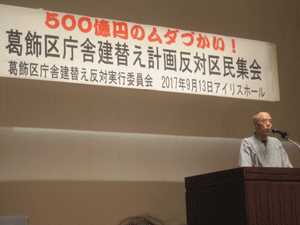 500億円のムダづかい！
葛飾区庁舎建替え計画反対区民集会
葛飾区庁舎建替え反対実行委員会　2017年9月13日アイリスホール